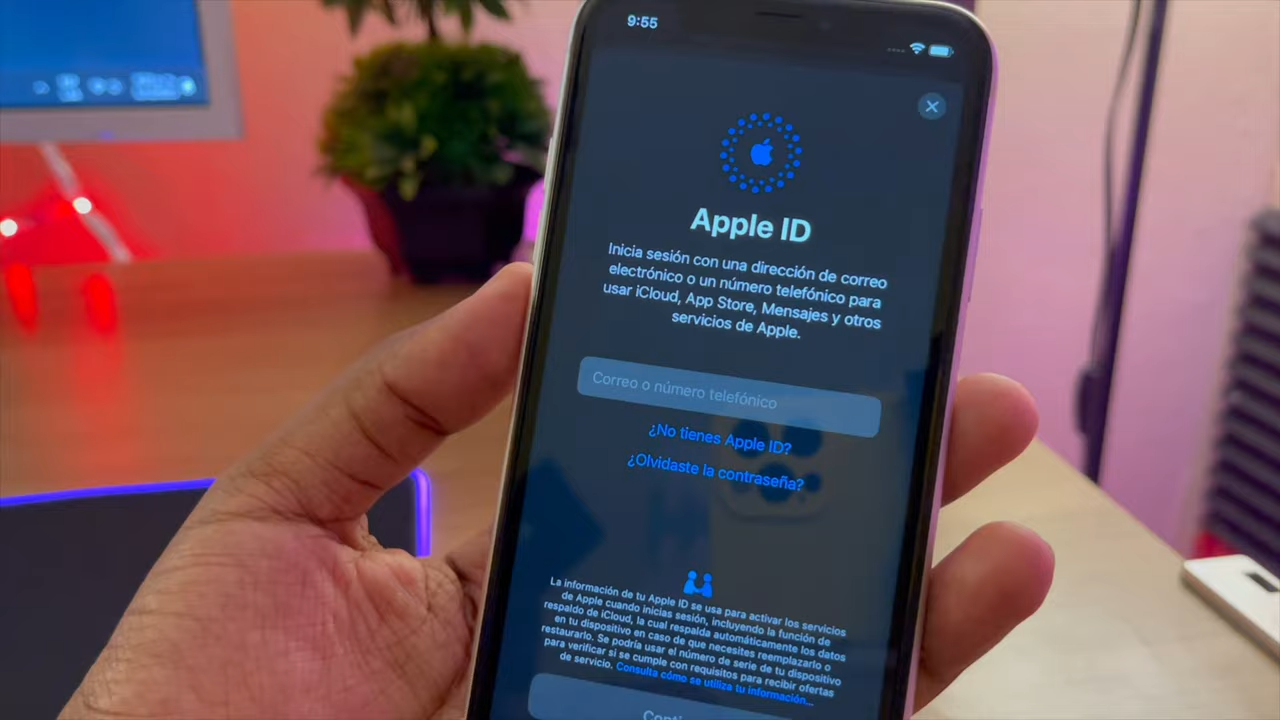 9:55
Apple ID
Inicia sesión con una dirección de correo
electrónico o un número telefónico para
usar iCloud, App Store, Mensajes y otros
servicios de Apple.
Correo o número telefónico
¿No tienes Apple ID?
¿Olvidaste la contraseña?
La información de tu Apple ID se usa para activar los servicios
de Apple cuando inicias sesión, incluyendo la función de
respaldo de iCloud, la cual respalda automáticamente los datos
en tu dispositivo en caso de que necesites reemplazarlo o
restaurarlo. Se podría usar el número de serie de tu dispositivo
para verificar si se cumple con requisitos para recibir ofertas
de servicio. Consulta cómo se utiliza tu información...